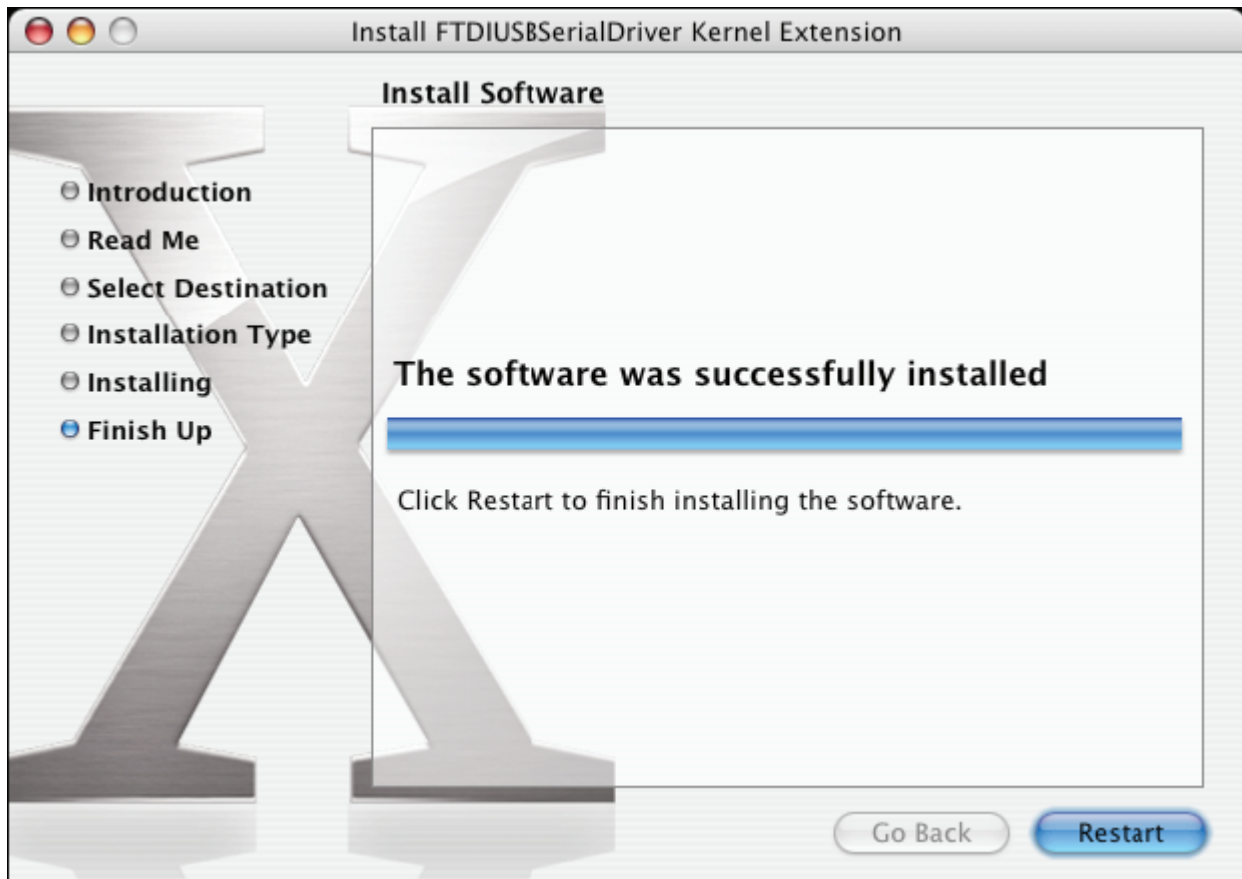 Install FTDIUSBSerialDriver Kernel Extension
Install Software
Introduction
Read Me
Select Destination
Installation Type
Installing
Finish Up
The software was successfully installed
Click Restart to finish installing the software.
Go Back
Restart